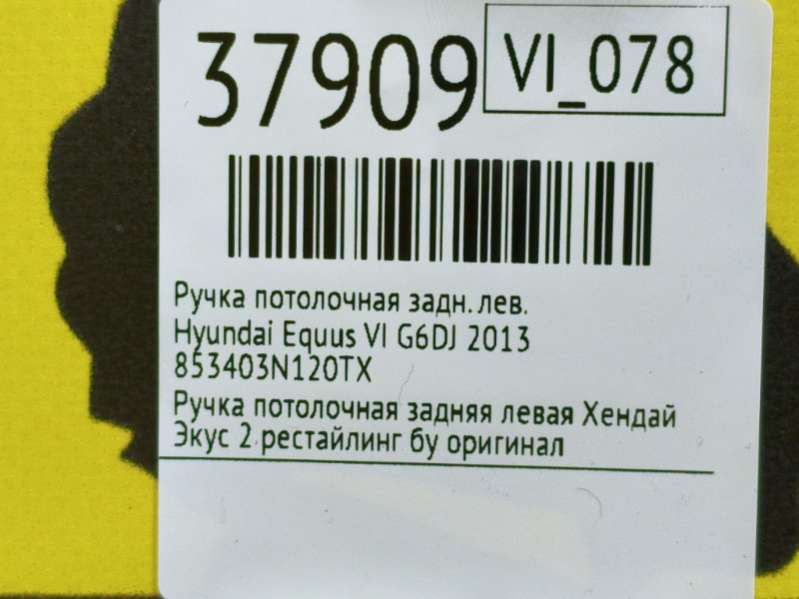 37909
VI_078
Ручка потолочная задн. лев.
Hyundai Equus VI G6DJ 2013
853403N120TX
Ручка потолочная задняя левая Хендай
Экус 2 рестайлинг бу оригинал